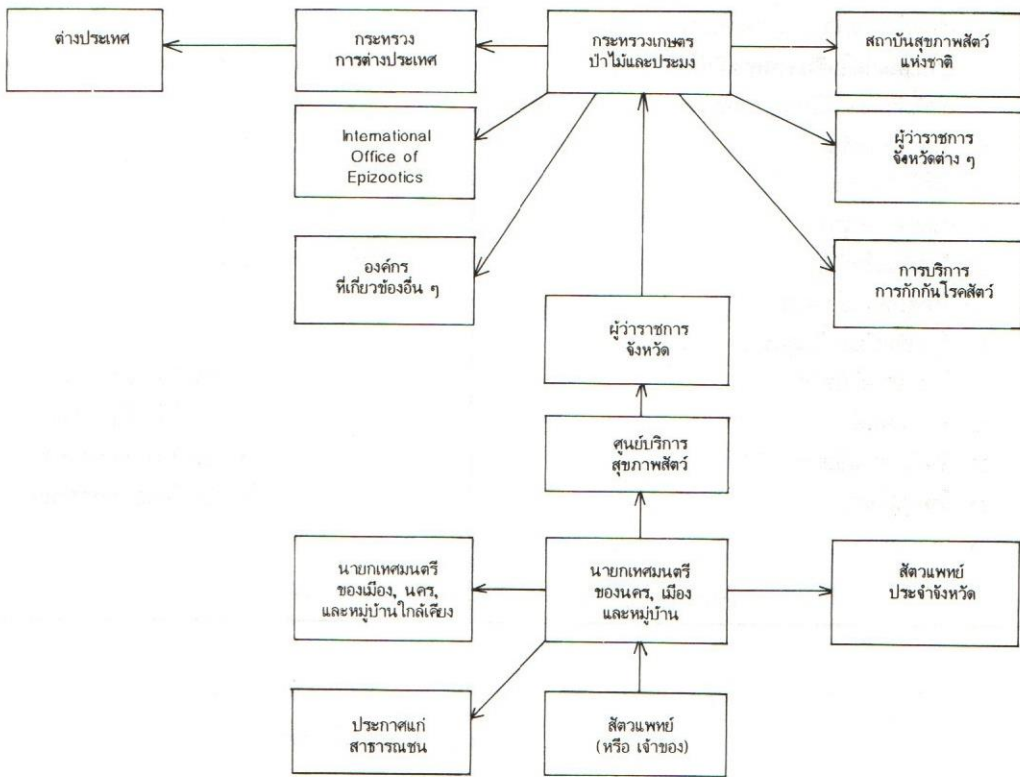 ต่างประเทศ
กระทรวง
การต่างประเทศ
กระทรวงเกษตร
ป่าไม้และประมง
สถาบันสุขภาพสัตว์
แห่งชาติ
International
Office of
Epizootics
ผู้ว่าราชการ
จังหวัดต่าง ๆ
องค์กร
ที่เกี่ยวข้องอื่น ๆ
การบริการ
การกักกันโรคสัตว์
ผู้ว่าราชการ
จังหวัด
ศูนย์บริการ
สุขภาพสัตว์
นายกเทศมนตรี
ของเมือง, นคร,
และหมู่บ้านใกล้เคียง
นายกเทศมนตรี
ของนคร, เมือง
และหมู่บ้าน
สัตวแพทย์
ประจำจังหวัด
ประกาศแก่
สาธารณชน
สัตวแพทย์
(หรือ เจ้าของ)